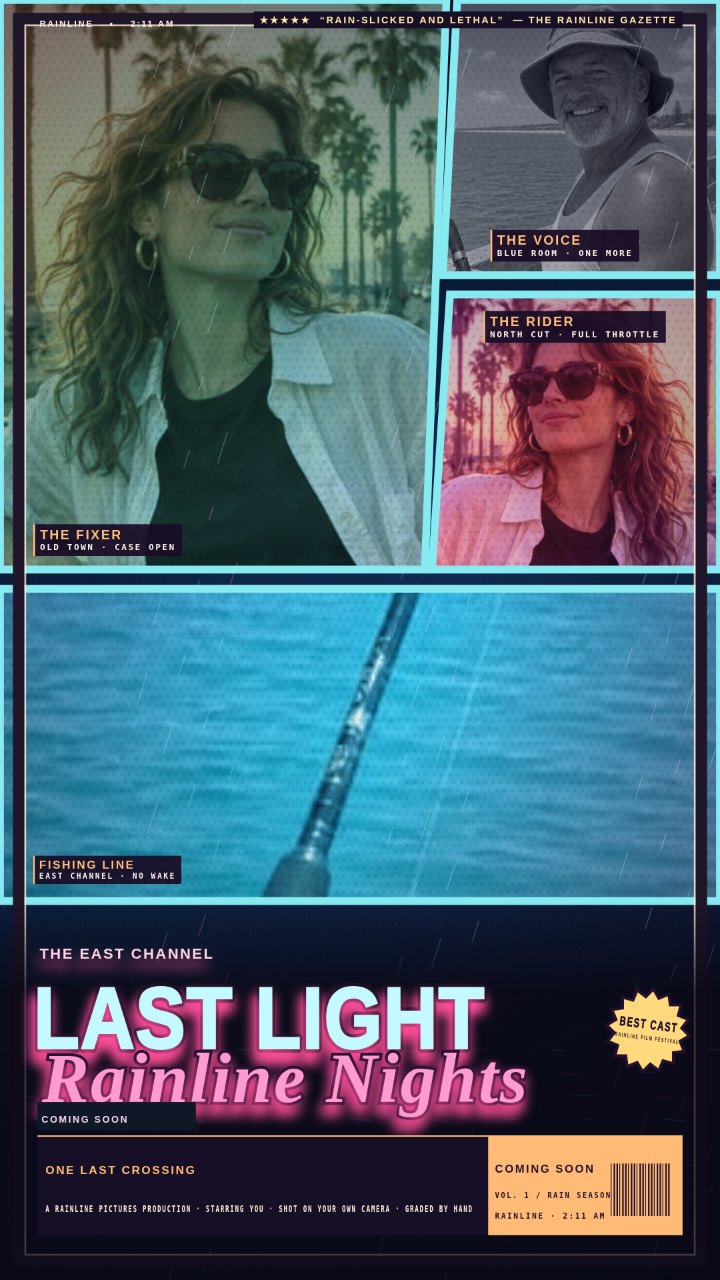 RAINLINE • 2:11 AM
★★★★★ “RAIN-SLICKED AND LETHAL” — THE RAINLINE GAZETTE
THE VOICE
BLUE ROOM · ONE MORE
THE RIDER
NORTH CUT · FULL THROTTLE
THE FIXER
OLD TOWN · CASE OPEN
FISHING LINE
EAST CHANNEL · NO WAKE
THE EAST CHANNEL
LAST LIGHT
Rainline Nights
BEST CAST
RAINLINE FILM FESTIVAL
COMING SOON
ONE LAST CROSSING
A RAINLINE PICTURES PRODUCTION · STARRING YOU · SHOT ON YOUR OWN CAMERA · GRADED BY HAND
COMING SOON
VOL. 1 / RAIN SEASON
RAINLINE · 2:11 AM